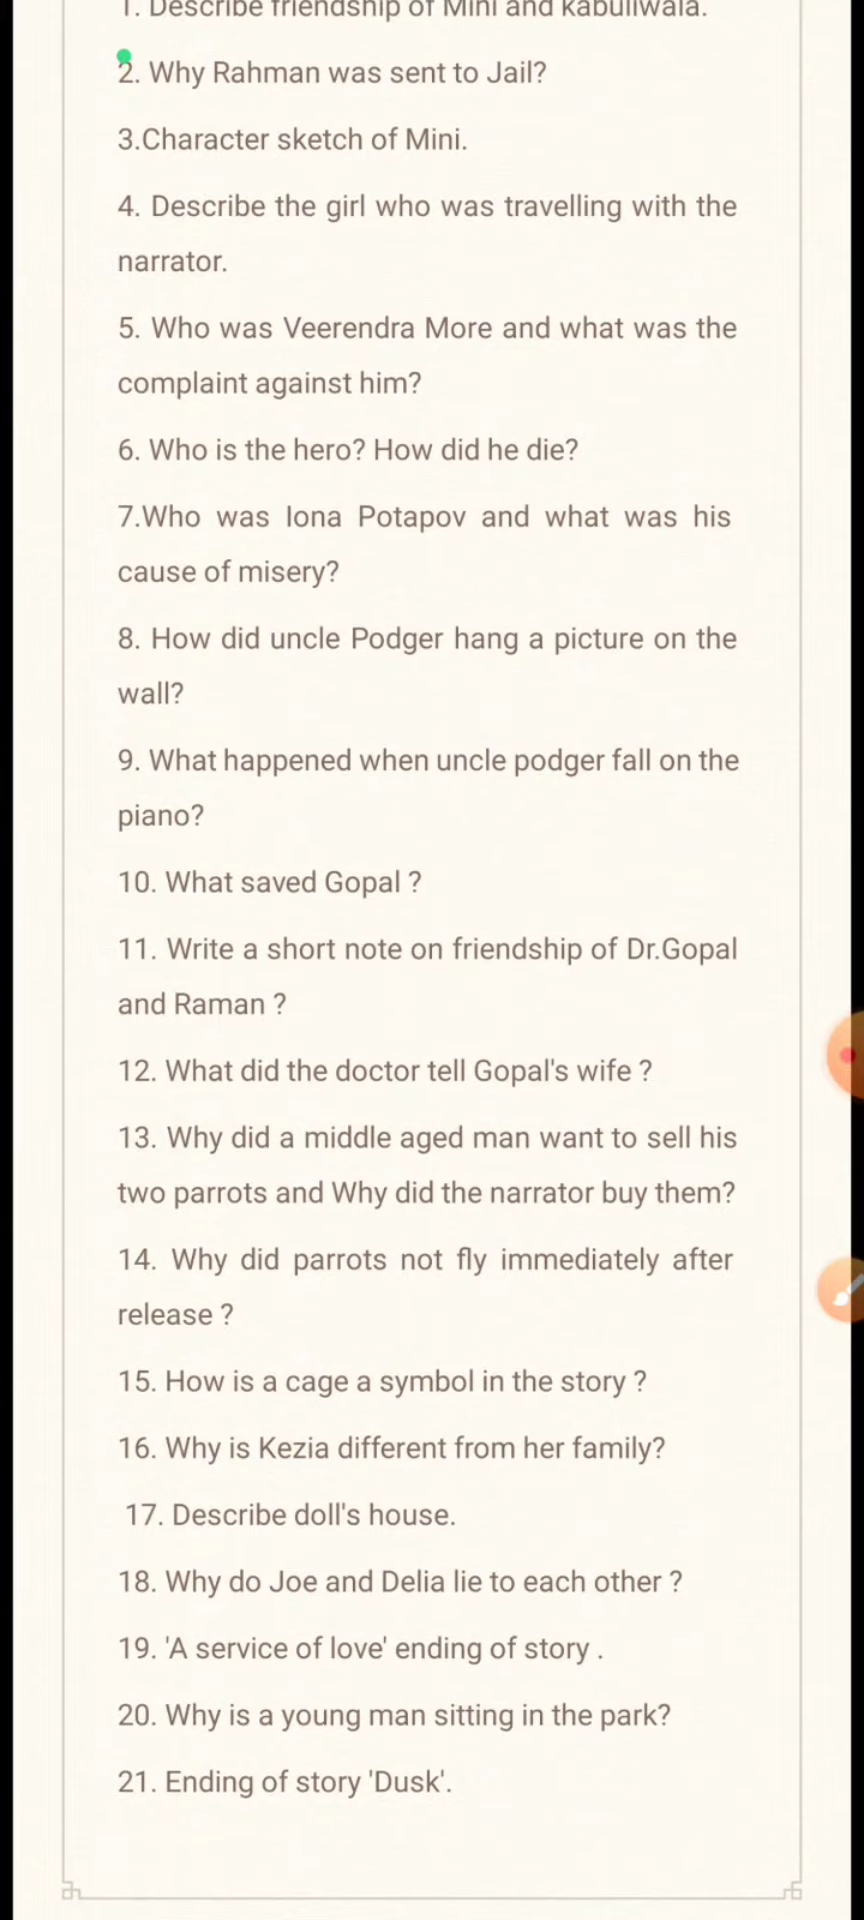 1. Describe friendship of Mini and kabuliwala.
2. Why Rahman was sent to Jail?
3.Character sketch of Mini.
4. Describe the girl who was travelling with the
narrator.
5. Who was Veerendra More and what was the
complaint against him?
6. Who is the hero? How did he die?
7.Who was Iona Potapov and what was his
cause of misery?
8. How did uncle Podger hang a picture on the
wall?
9. What happened when uncle podger fall on the
piano?
10. What saved Gopal ?
11. Write a short note on friendship of Dr.Gopal
and Raman ?
12. What did the doctor tell Gopal's wife ?
13. Why did a middle aged man want to sell his
two parrots and Why did the narrator buy them?
14. Why did parrots not fly immediately after
release ?
15. How is a cage a symbol in the story ?
16. Why is Kezia different from her family?
17. Describe doll's house.
18. Why do Joe and Delia lie to each other ?
19. 'A service of love' ending of story .
20. Why is a young man sitting in the park?
21. Ending of story 'Dusk'.